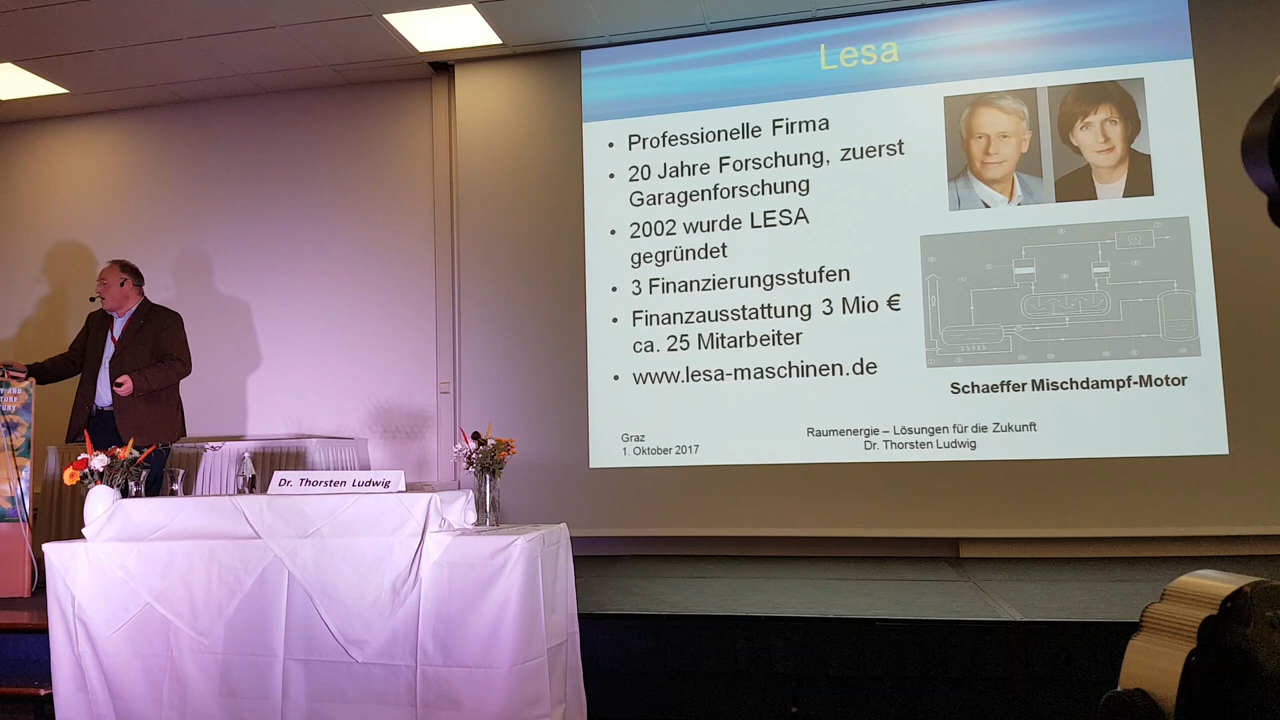 Lesa
• Professionelle Firma
• 20 Jahre Forschung, zuerst
Garagenforschung
• 2002 wurde LESA
gegründet
• 3 Finanzierungsstufen
• Finanzausstattung 3 Mio €
ca. 25 Mitarbeiter
• www.lesa-maschinen.de
Schaeffer Mischdampf-Motor
Graz
1. Oktober 2017
Raumenergie – Lösungen für die Zukunft
Dr. Thorsten Ludwig
Dr. Thorsten Ludwig
AND